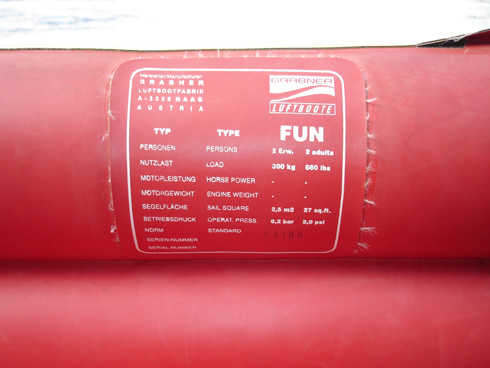 Hersteller/Manufacturer
GRABNER
LUFTBOOTFABRIK
A-3350 HAAG
AUSTRIA
GRABNER
LUFTBOOTE
TYP TYPE FUN
PERSONEN PERSONS 2 Erw. 2 adults
NUTZLAST LOAD 300 kg 660 lbs
MOTORLEISTUNG HORSE POWER - -
MOTORGEWICHT ENGINE WEIGHT - -
SEGELFLÄCHE SAIL SQUARE 2,5 m2 27 sq.ft.
BETRIEBSDRUCK OPERAT. PRESS. 0,2 bar 2,9 psi
NORM STANDARD
SERIEN-NUMMER
SERIAL NUMBER